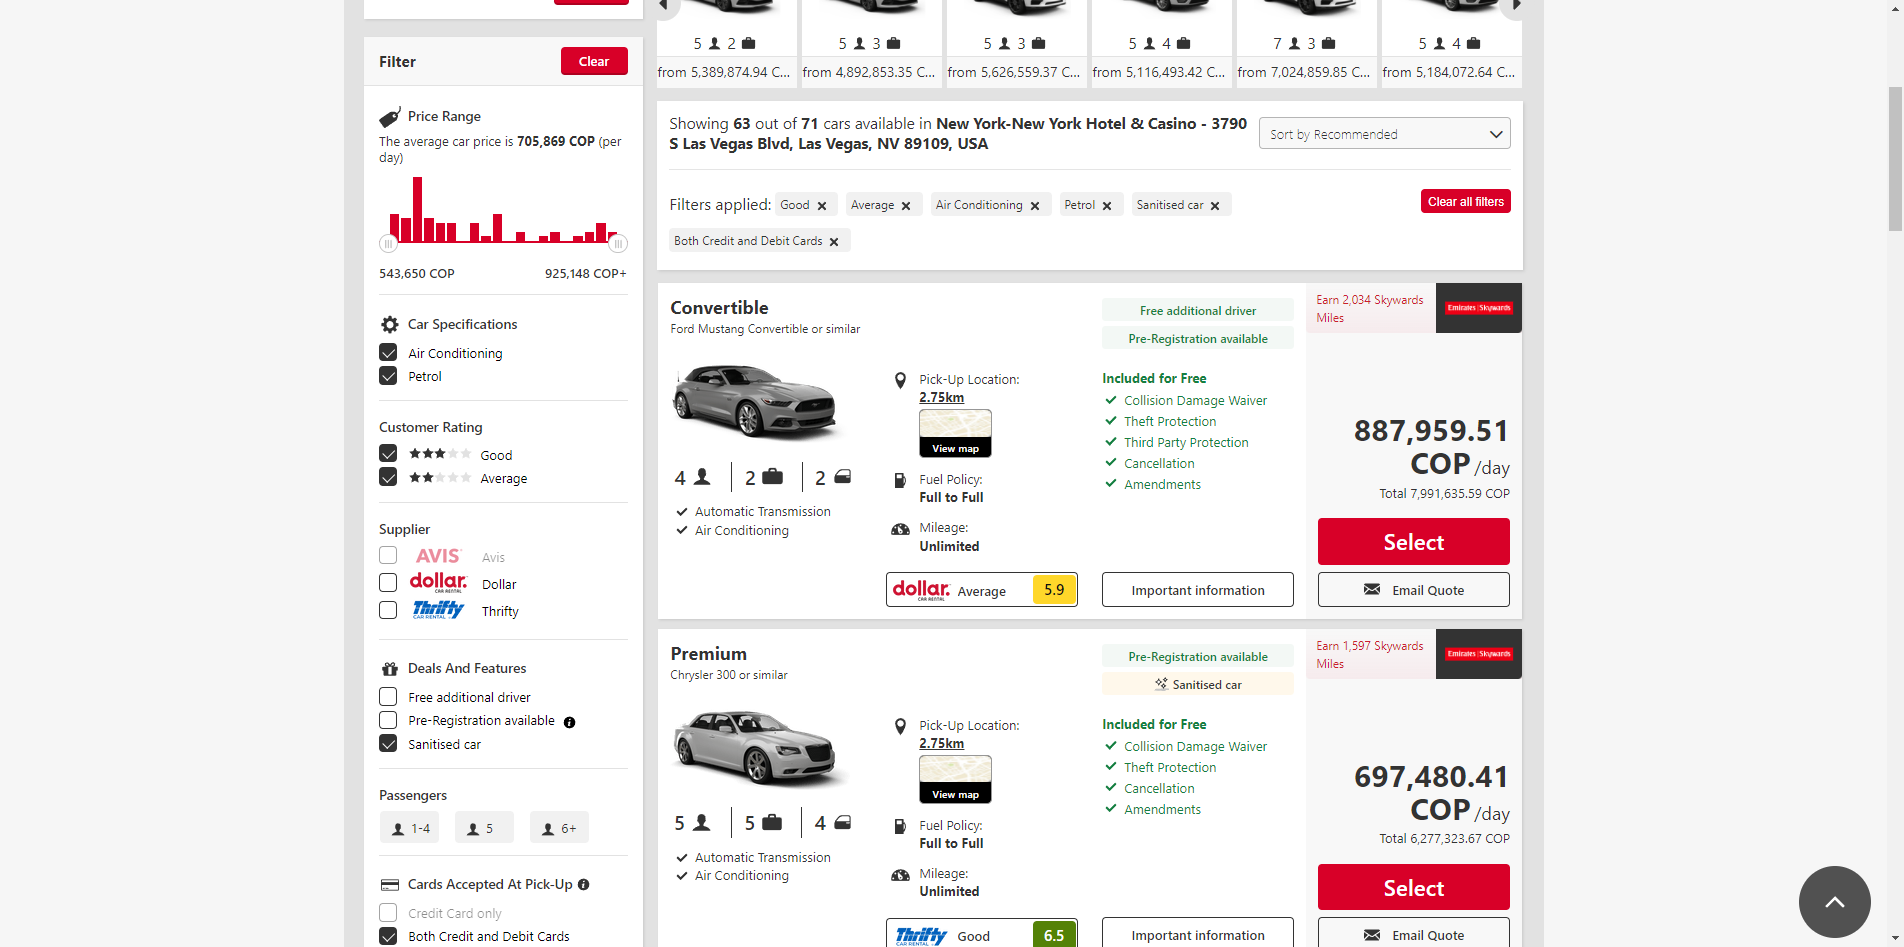 Filter
Clear
Price Range
The average car price is 705,869 COP (per
day)
543,650 COP
925,148 COP+
Car Specifications
Air Conditioning
Petrol
Customer Rating
Good
Average
Supplier
AVIS
Avis
dollar.
CAR RENTAL
Dollar
Thrifty
CAR RENTAL
Thrifty
Deals And Features
Free additional driver
Pre-Registration available
Sanitised car
Passengers
1-4
5
6+
Cards Accepted At Pick-Up
Credit Card only
Both Credit and Debit Cards
5 2
5 3
5 3
5 4
7 3
5 4
from 5,389,874.94 C...
from 4,892,853.35 C...
from 5,626,559.37 C...
from 5,116,493.42 C...
from 7,024,859.85 C...
from 5,184,072.64 C...
Showing 63 out of 71 cars available in New York-New York Hotel & Casino - 3790
S Las Vegas Blvd, Las Vegas, NV 89109, USA
Sort by Recommended
Filters applied:
Good
Average
Air Conditioning
Petrol
Sanitised car
Clear all filters
Both Credit and Debit Cards
Convertible
Ford Mustang Convertible or similar
4 2 2
Automatic Transmission
Air Conditioning
Pick-Up Location:
2.75km
View map
Fuel Policy:
Full to Full
Mileage:
Unlimited
dollar.
CAR RENTAL
Average
5.9
Free additional driver
Pre-Registration available
Included for Free
Collision Damage Waiver
Theft Protection
Third Party Protection
Cancellation
Amendments
Important information
Earn 2,034 Skywards
Miles
Emirates Skywards
887,959.51
COP /day
Total 7,991,635.59 COP
Select
Email Quote
Premium
Chrysler 300 or similar
5 5 4
Automatic Transmission
Air Conditioning
Pick-Up Location:
2.75km
View map
Fuel Policy:
Full to Full
Mileage:
Unlimited
Thrifty
CAR RENTAL
Good
6.5
Pre-Registration available
Sanitised car
Included for Free
Collision Damage Waiver
Theft Protection
Cancellation
Amendments
Important information
Earn 1,597 Skywards
Miles
Emirates Skywards
697,480.41
COP /day
Total 6,277,323.67 COP
Select
Email Quote